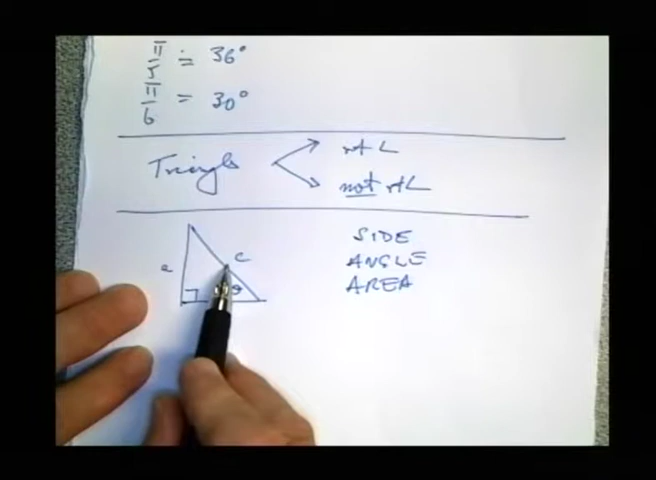 π/5 ≐ 36°
π/6 = 30°
Triangle
rt ∟
not rt ∟
SIDE
ANGLE
AREA
a
c
θ